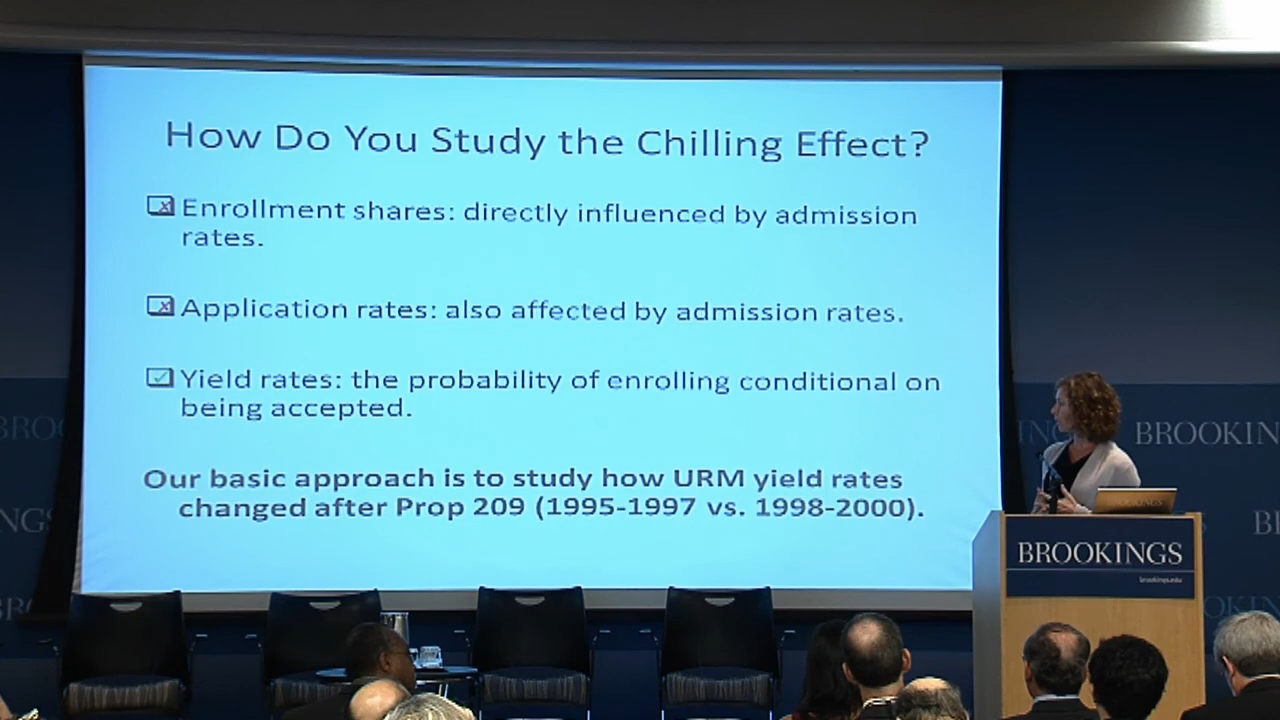 How Do You Study the Chilling Effect?
Enrollment shares: directly influenced by admission
rates.
Application rates: also affected by admission rates.
Yield rates: the probability of enrolling conditional on
being accepted.
Our basic approach is to study how URM yield rates
changed after Prop 209 (1995-1997 vs. 1998-2000).
BROOKIN
BROOKINGS
brookings.edu